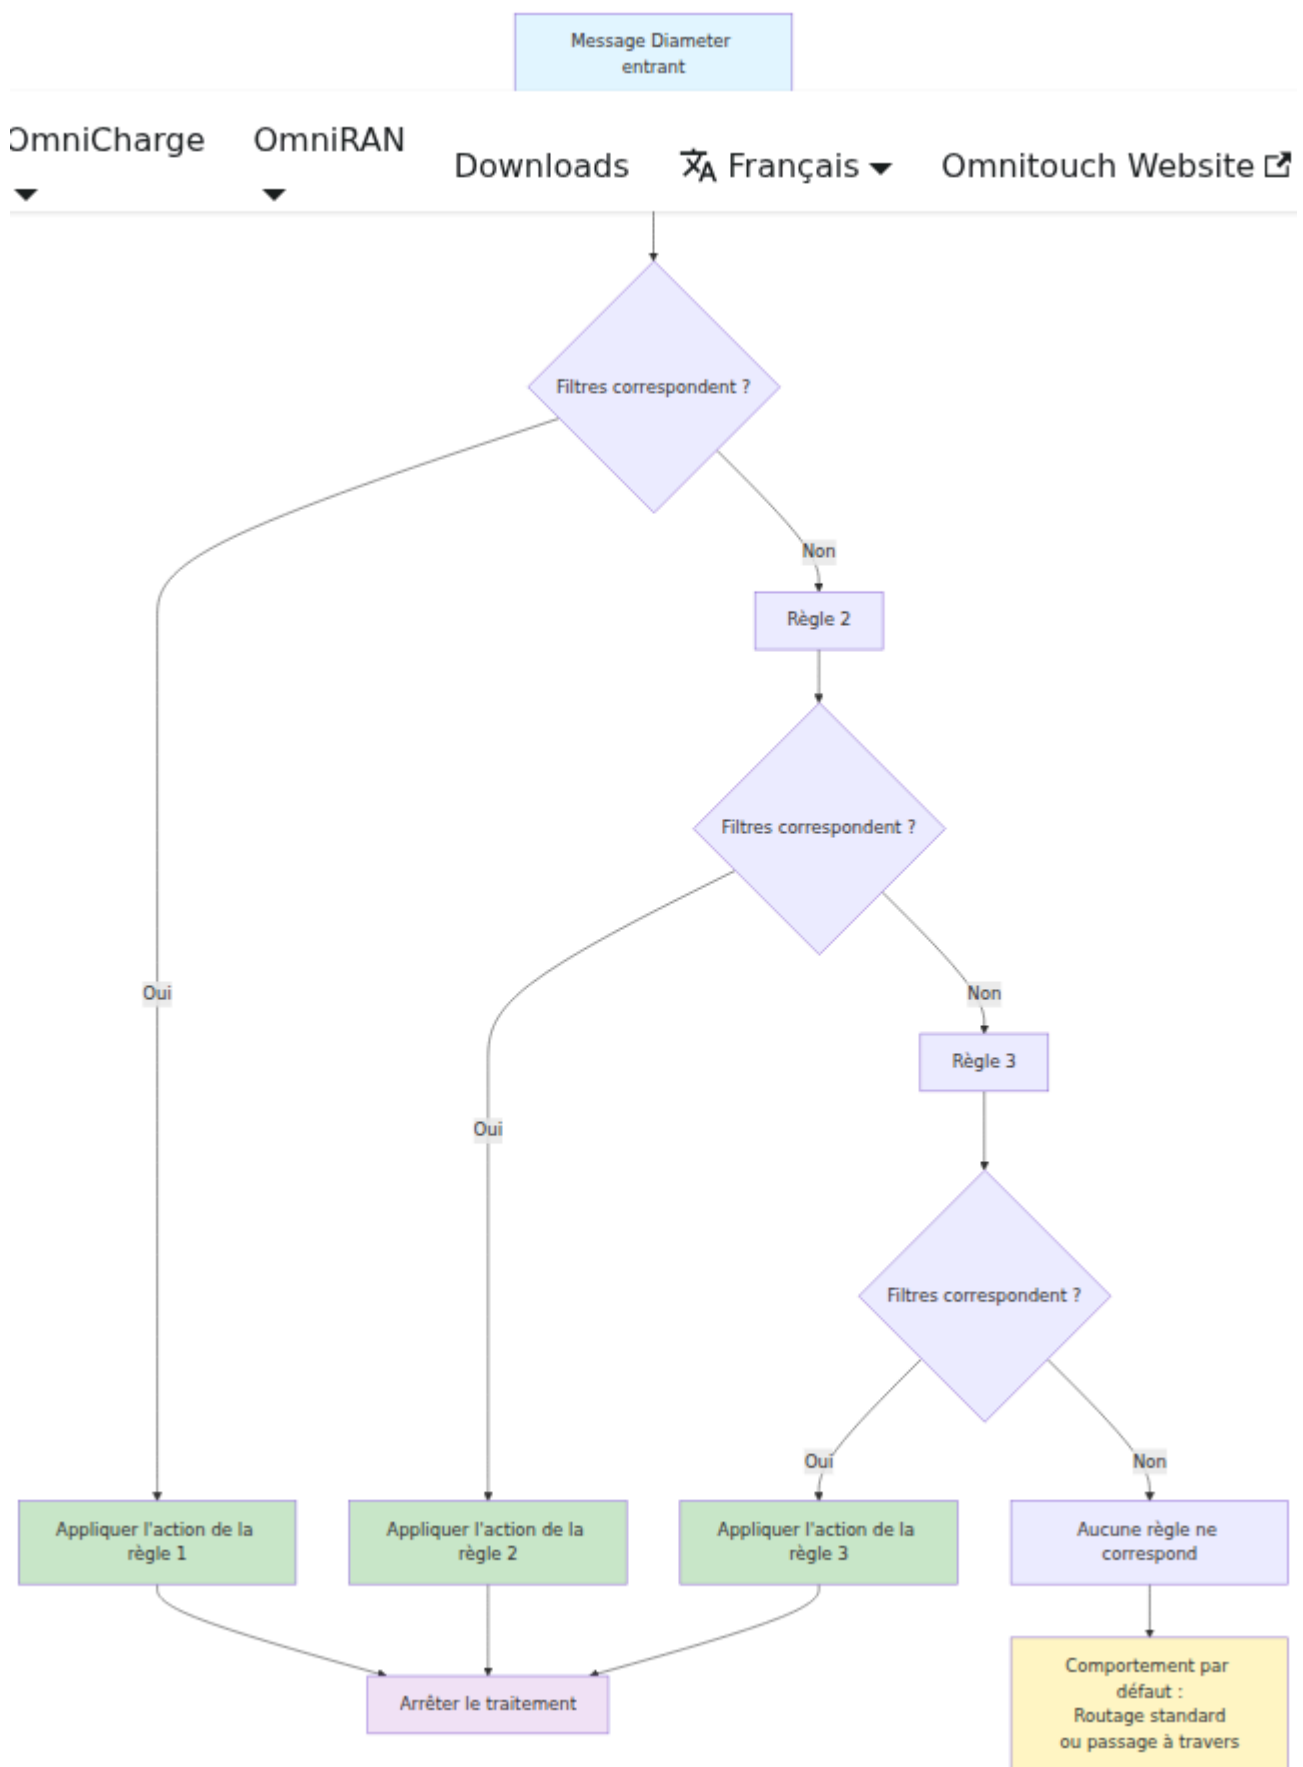 Message Diameter
entrant
OmniCharge
OmniRAN
Downloads
Français
Omnitouch Website
Filtres correspondent ?
Non
Règle 2
Filtres correspondent ?
Oui
Non
Règle 3
Oui
Filtres correspondent ?
Oui
Non
Appliquer l'action de la
règle 1
Appliquer l'action de la
règle 2
Appliquer l'action de la
règle 3
Aucune règle ne
correspond
Arrêter le traitement
Comportement par
défaut :
Routage standard
ou passage à travers